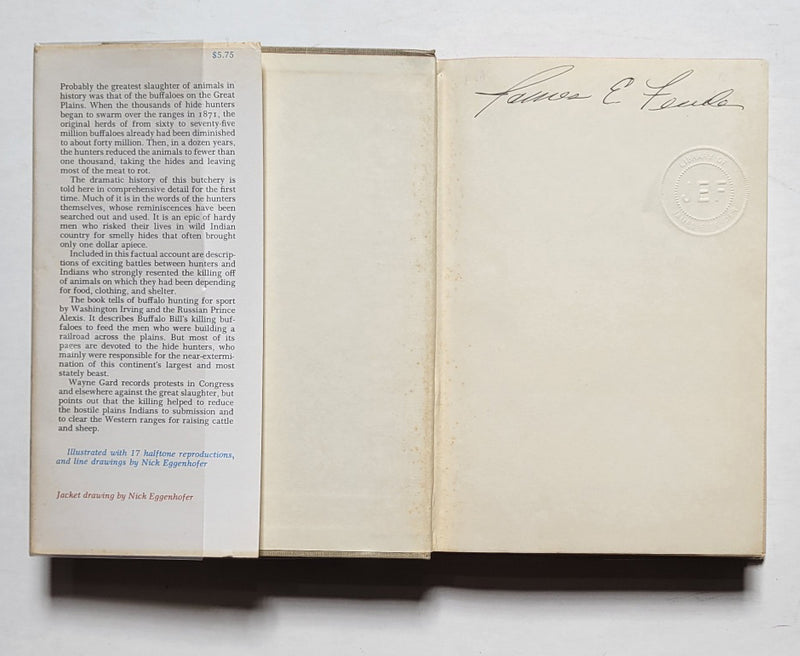 $5.75
Probably the greatest slaughter of animals in
history was that of the buffaloes on the Great
Plains. When the thousands of hide hunters
began to swarm over the ranges in 1871, the
original herds of from sixty to seventy-five
million buffaloes already had been diminished
to about forty million. Then, in a dozen years,
the hunters reduced the animals to fewer than
one thousand, taking the hides and leaving
most of the meat to rot.
The dramatic history of this butchery is
told here in comprehensive detail for the first
time. Much of it is in the words of the hunters
themselves, whose reminiscences have been
searched out and used. It is an epic of hardy
men who risked their lives in wild Indian
country for smelly hides that often brought
only one dollar apiece.
Included in this factual account are descrip-
tions of exciting battles between hunters and
Indians who strongly resented the killing off
of animals on which they had been depending
for food, clothing, and shelter.
The book tells of buffalo hunting for sport
by Washington Irving and the Russian Prince
Alexis. It describes Buffalo Bill's killing buf-
faloes to feed the men who were building a
railroad across the plains. But most of its
pages are devoted to the hide hunters, who
mainly were responsible for the near-extermi-
nation of this continent's largest and most
stately beast.
Wayne Gard records protests in Congress
and elsewhere against the great slaughter, but
points out that the killing helped to reduce
the hostile plains Indians to submission and
to clear the Western ranges for raising cattle
and sheep.
Illustrated with 17 halftone reproductions,
and line drawings by Nick Eggenhofer
Jacket drawing by Nick Eggenhofer
James E
LIBRARY OF
JEF